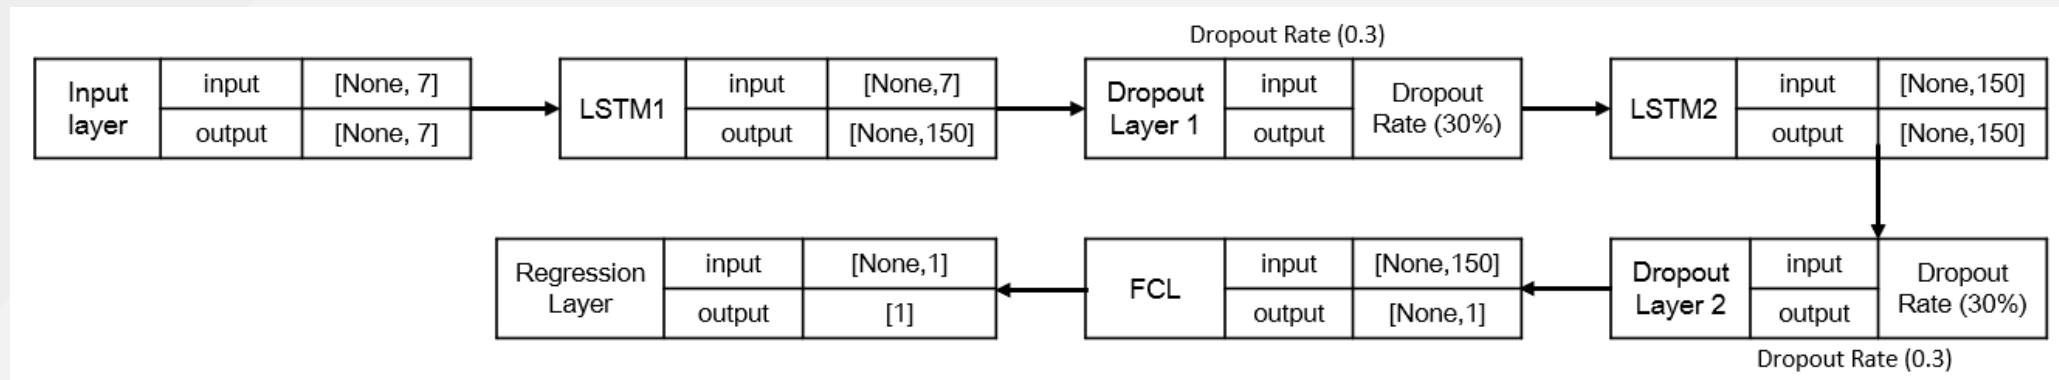 Dropout Rate (0.3)
Input
layer
input
[None, 7]
output
[None, 7]
LSTM1
input
[None,7]
output
[None,150]
Dropout
Layer 1
input
output
Dropout
Rate (30%)
LSTM2
input
[None,150]
output
[None,150]
Regression
Layer
input
[None,1]
output
[1]
FCL
input
[None,150]
output
[None,1]
Dropout
Layer 2
input
output
Dropout
Rate (30%)
Dropout Rate (0.3)